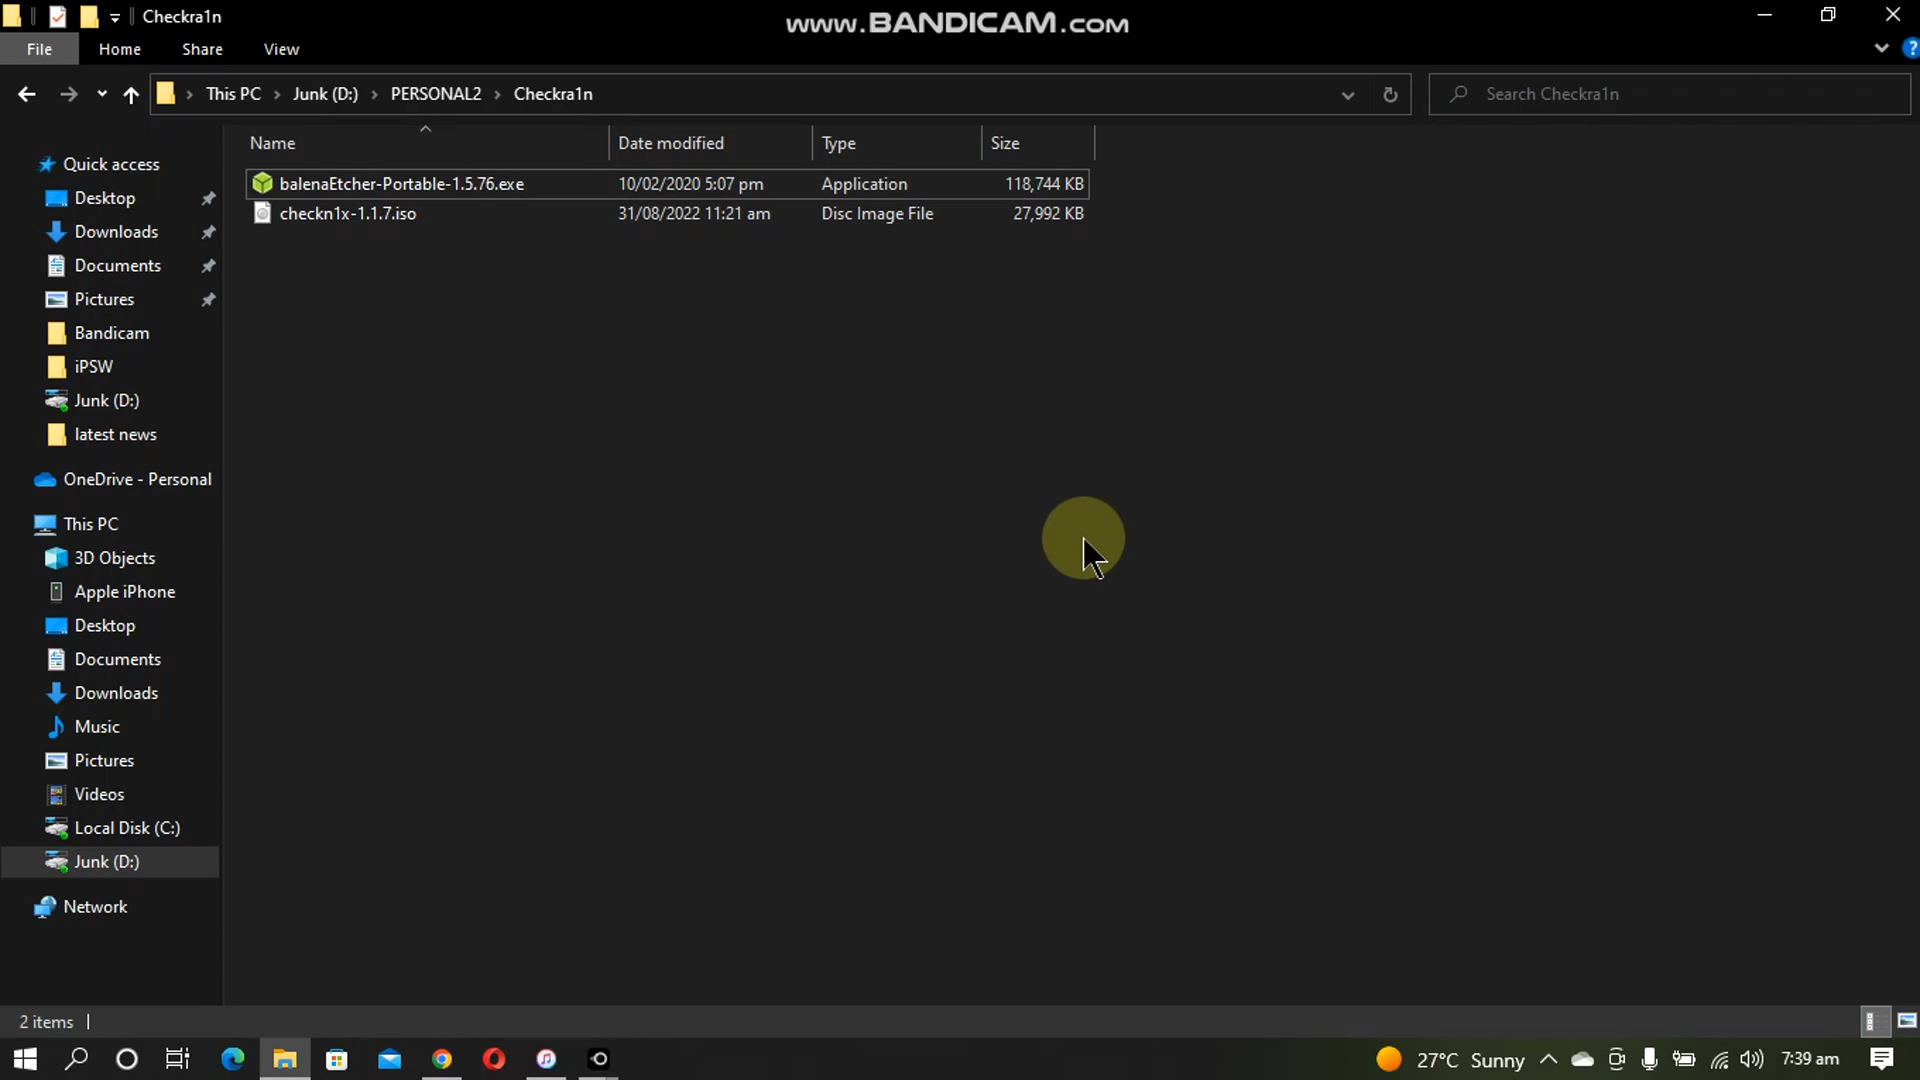 Checkra1n
www.BANDICAM.com
File Home Share View
This PC Junk (D:) PERSONAL2 Checkra1n
Search Checkra1n
Name Date modified Type Size
balenaEtcher-Portable-1.5.76.exe 10/02/2020 5:07 pm Application 118,744 KB
checkn1x-1.1.7.iso 31/08/2022 11:21 am Disc Image File 27,992 KB
Quick access
Desktop
Downloads
Documents
Pictures
Bandicam
iPSW
Junk (D:)
latest news
OneDrive - Personal
This PC
3D Objects
Apple iPhone
Desktop
Documents
Downloads
Music
Pictures
Videos
Local Disk (C:)
Junk (D:)
Network
2 items
27°C Sunny 7:39 am